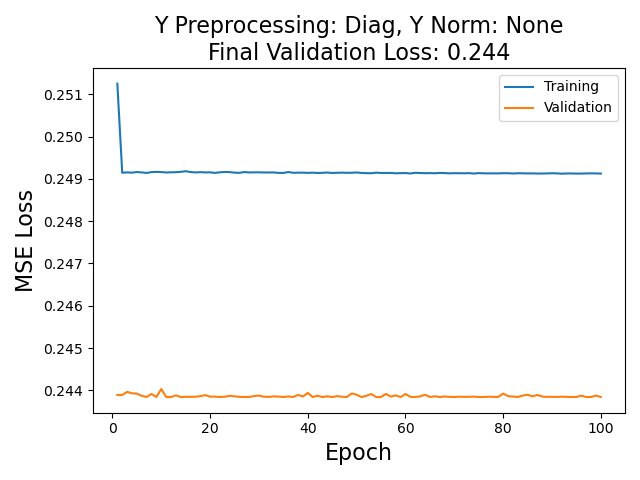 Y Preprocessing: Diag, Y Norm: None
Final Validation Loss: 0.244
Training
Validation
MSE Loss
0.251
0.250
0.249
0.248
0.247
0.246
0.245
0.244
0
20
40
60
80
100
Epoch